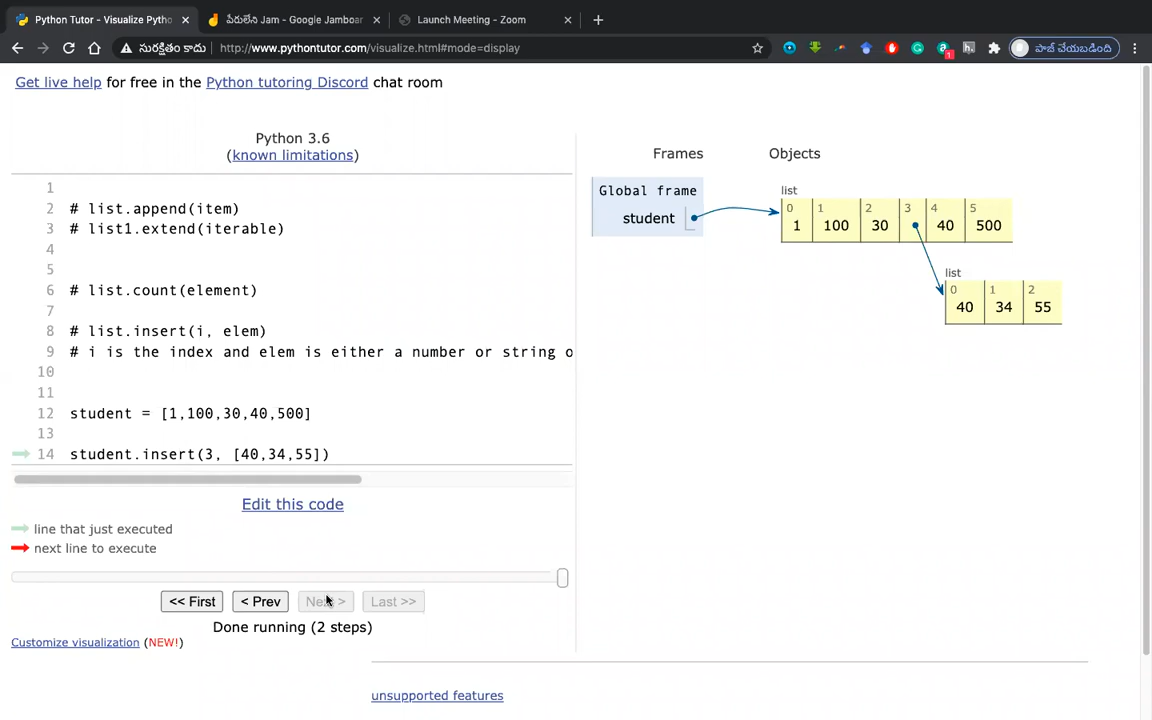 Python Tutor - Visualize Pytho
పేరులేని Jam - Google Jamboar
Launch Meeting - Zoom
సురక్షితం కాదు
http://www.pythontutor.com/visualize.html#mode=display
పాజ్ చేయబడింది
Get live help for free in the Python tutoring Discord chat room
Python 3.6
(known limitations)
1
2 # list.append(item)
3 # list1.extend(iterable)
4
5
6 # list.count(element)
7
8 # list.insert(i, elem)
9 # i is the index and elem is either a number or string o
10
11
12 student = [1,100,30,40,500]
13
14 student.insert(3, [40,34,55])
Edit this code
line that just executed
next line to execute
<< First
< Prev
Last >>
Done running (2 steps)
Customize visualization (NEW!)
Frames
Objects
Global frame
student
list
0 1 2 3 4 5
1 100 30 40 500
list
0 1 2
40 34 55
unsupported features